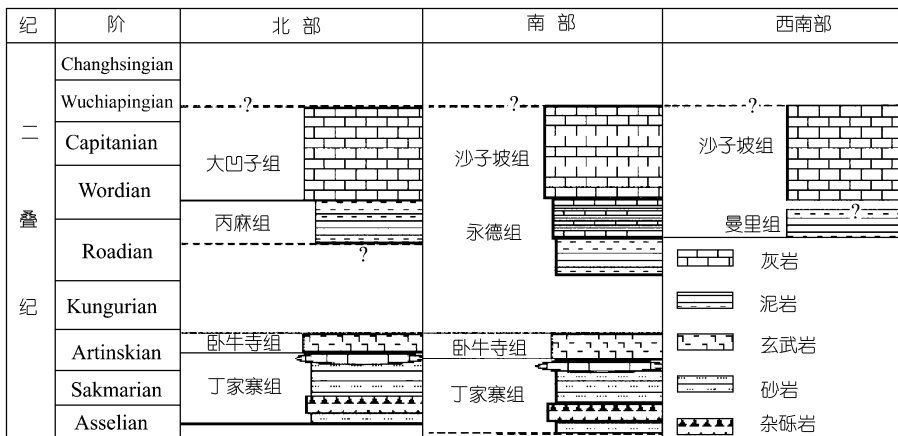 纪 阶 北 部 南 部 西南部
Changhsingian
Wuchiapingian ? ? ?
二 Capitanian
大凹子组 沙子坡组 沙子坡组
Wordian
叠 丙麻组 永德组 曼里组 ?
Roadian ?
灰岩
纪 Kungurian 泥岩
Artinskian 卧牛寺组 卧牛寺组 玄武岩
Sakmarian 丁家寨组 丁家寨组 砂岩
Asselian 杂砾岩